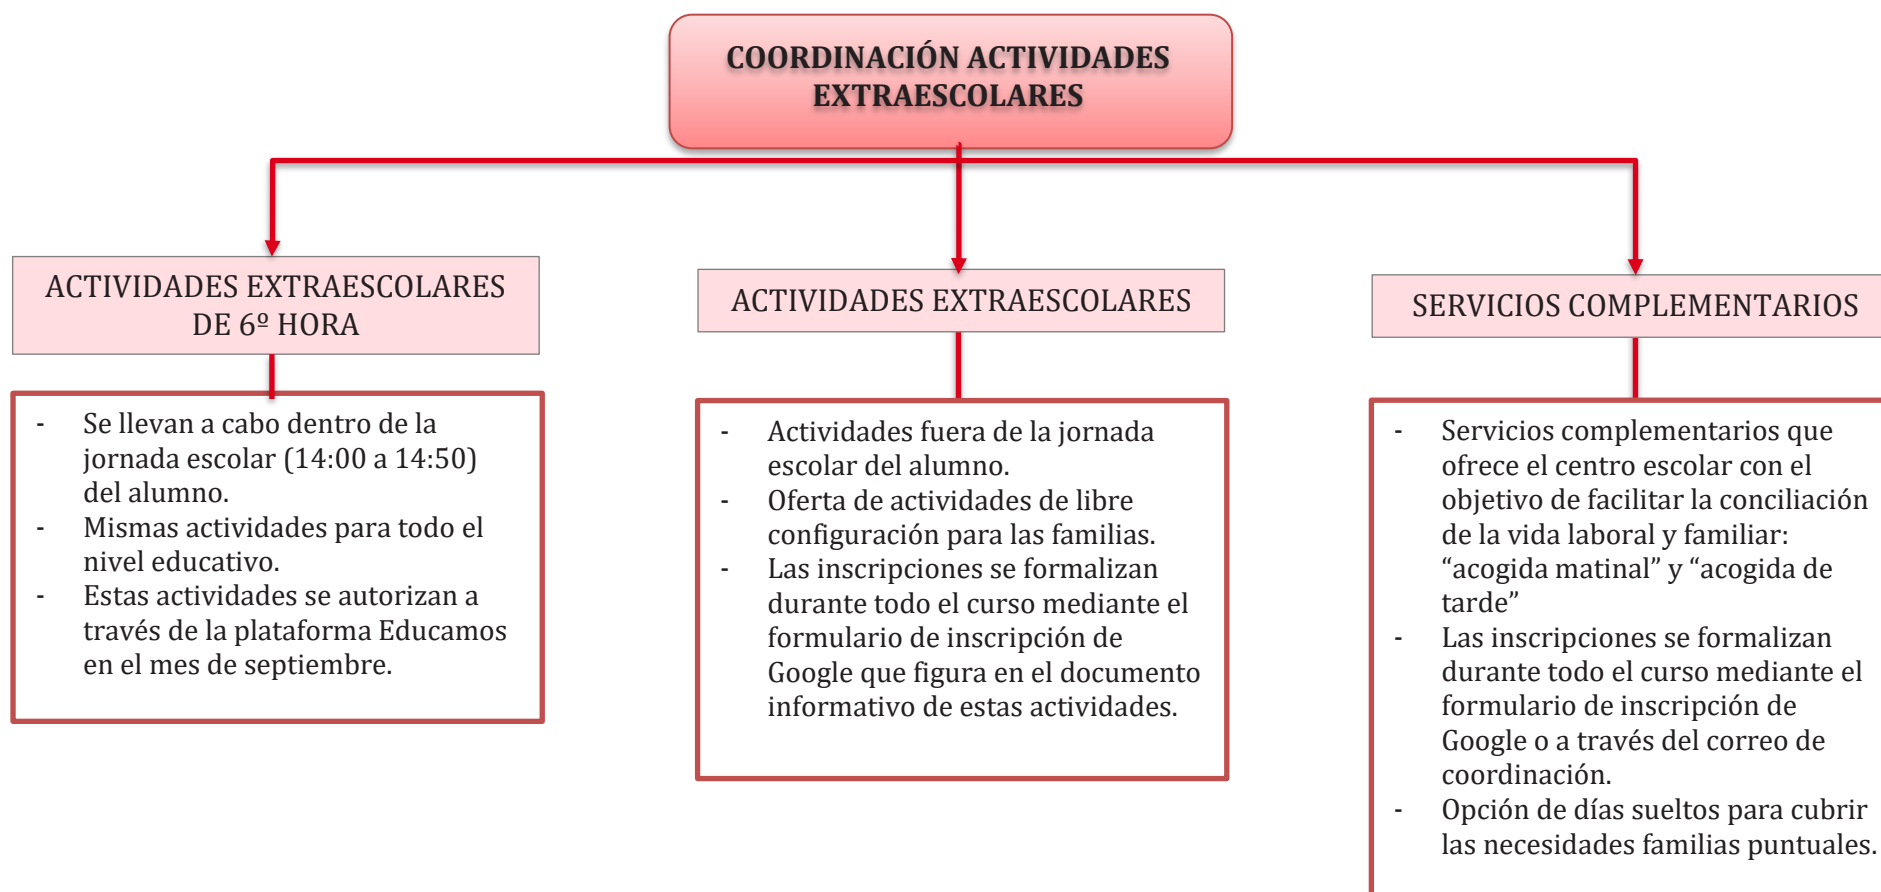 COORDINACIÓN ACTIVIDADES
EXTRAESCOLARES
ACTIVIDADES EXTRAESCOLARES
DE 6º HORA
- Se llevan a cabo dentro de la
jornada escolar (14:00 a 14:50)
del alumno.
- Mismas actividades para todo el
nivel educativo.
- Estas actividades se autorizan a
través de la plataforma Educamos
en el mes de septiembre.
ACTIVIDADES EXTRAESCOLARES
- Actividades fuera de la jornada
escolar del alumno.
- Oferta de actividades de libre
configuración para las familias.
- Las inscripciones se formalizan
durante todo el curso mediante el
formulario de inscripción de
Google que figura en el documento
informativo de estas actividades.
SERVICIOS COMPLEMENTARIOS
- Servicios complementarios que
ofrece el centro escolar con el
objetivo de facilitar la conciliación
de la vida laboral y familiar:
“acogida matinal” y “acogida de
tarde”
- Las inscripciones se formalizan
durante todo el curso mediante el
formulario de inscripción de
Google o a través del correo de
coordinación.
- Opción de días sueltos para cubrir
las necesidades familias puntuales.